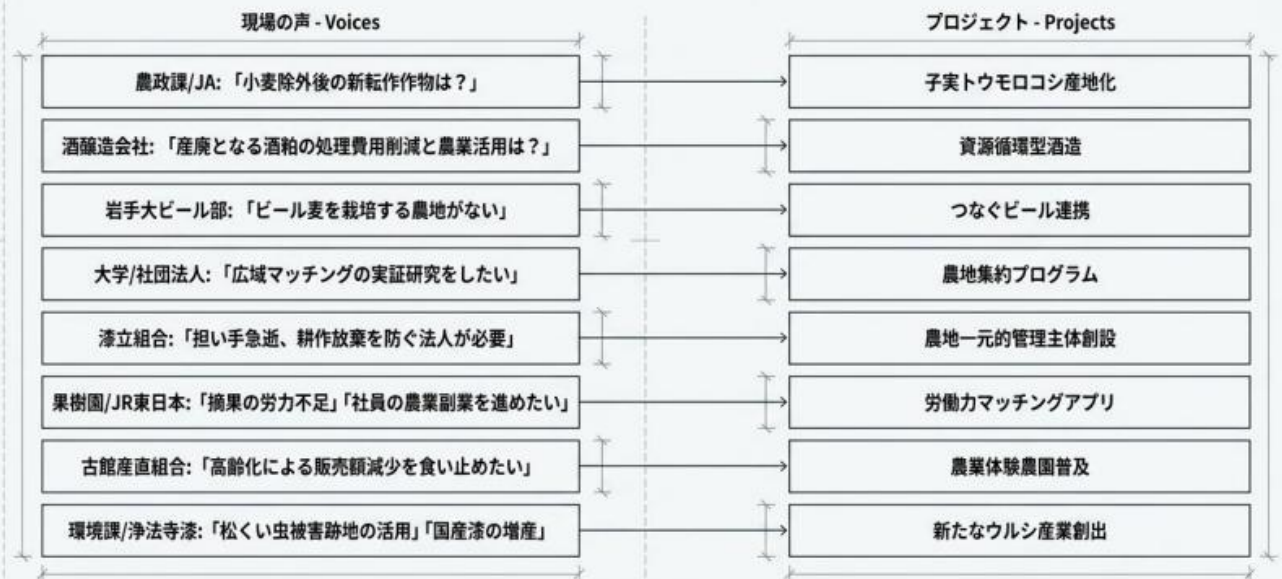 現場の声 - Voices
プロジェクト - Projects
農政課/JA: 「小麦除外後の新転作作物は？」
子実トウモロコシ産地化
酒醸造会社: 「産廃となる酒粕の処理費用削減と農業活用は？」
資源循環型酒造
岩手大ビール部: 「ビール麦を栽培する農地がない」
つなぐビール連携
大学/社団法人: 「広域マッチングの実証研究をしたい」
農地集約プログラム
漆立組合: 「担い手急逝、耕作放棄を防ぐ法人が必要」
農地一元的管理主体創設
果樹園/JR東日本: 「摘果の労力不足」「社員の農業副業を進めたい」
労働力マッチングアプリ
古館産直組合: 「高齢化による販売額減少を食い止めたい」
農業体験農園普及
環境課/浄法寺漆: 「松くい虫被害跡地の活用」「国産漆の増産」
新たなウルシ産業創出